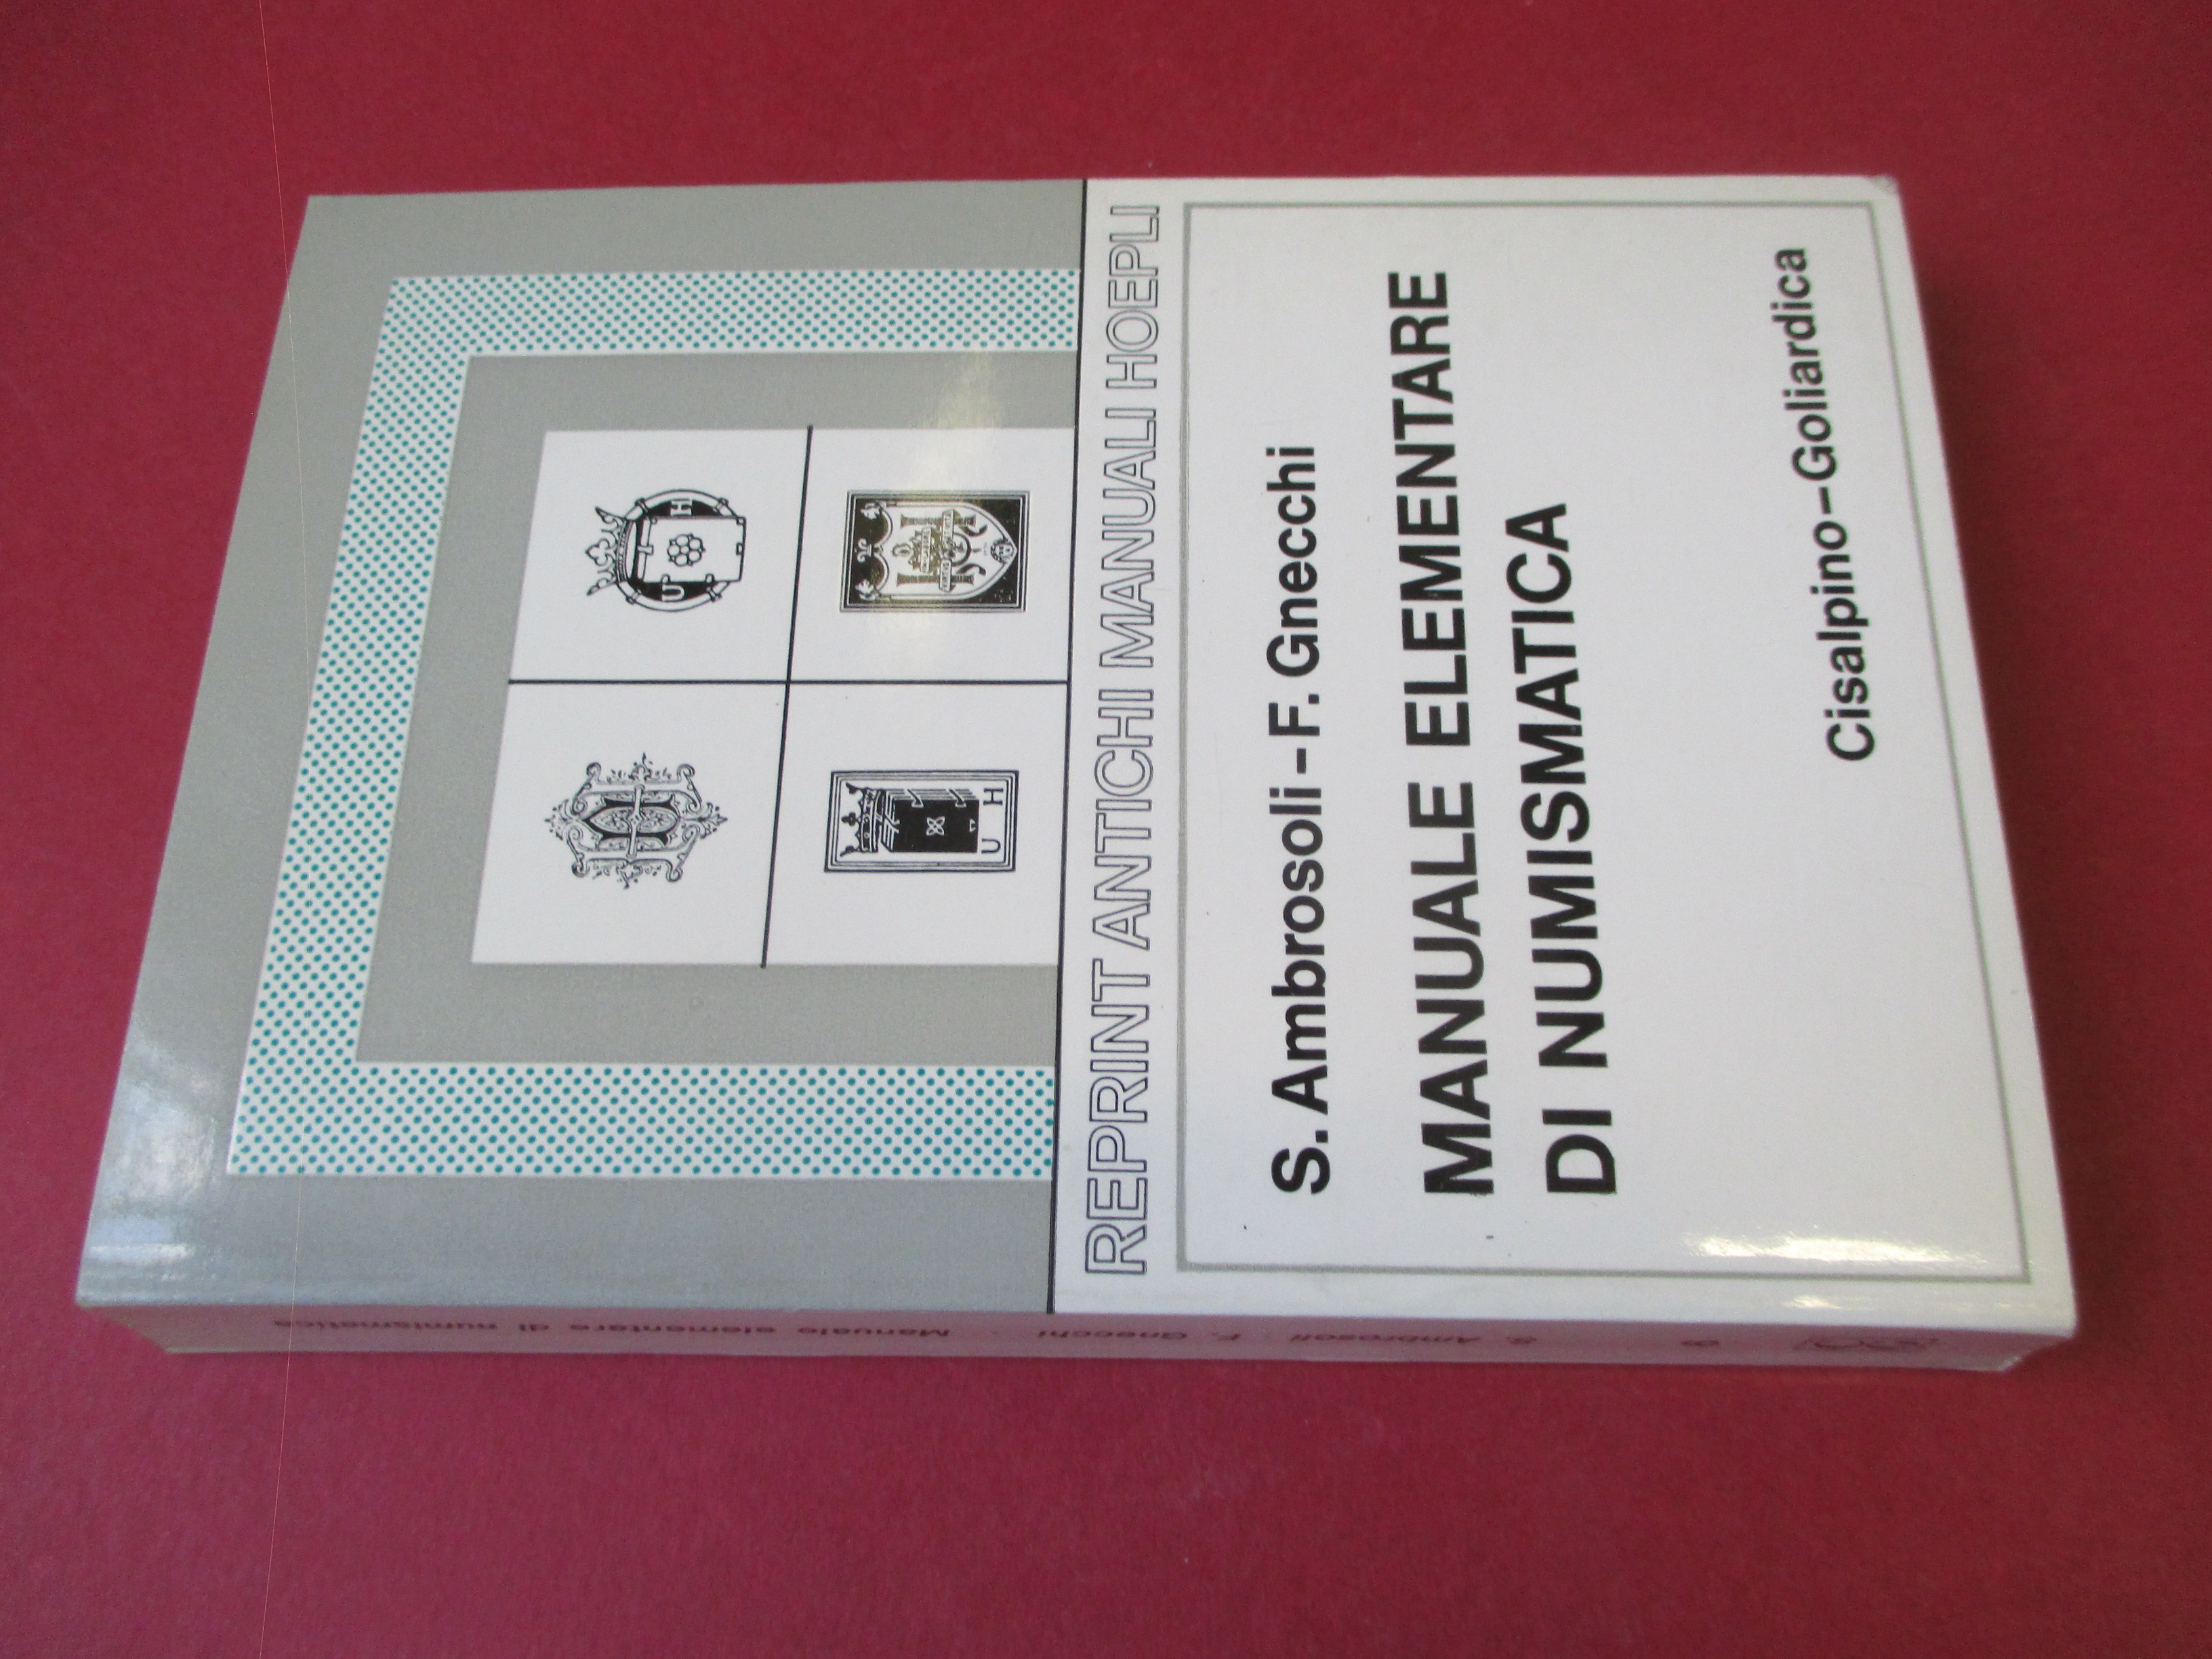 REPRINT ANTICHI MANUALI HOEPLI
S. Ambrosoli – F. Gnecchi
MANUALE ELEMENTARE
DI NUMISMATICA
Cisalpino–Goliardica
U H
U H
S. Ambrosoli - F. Gnecchi - Manuale elementare di numismatica